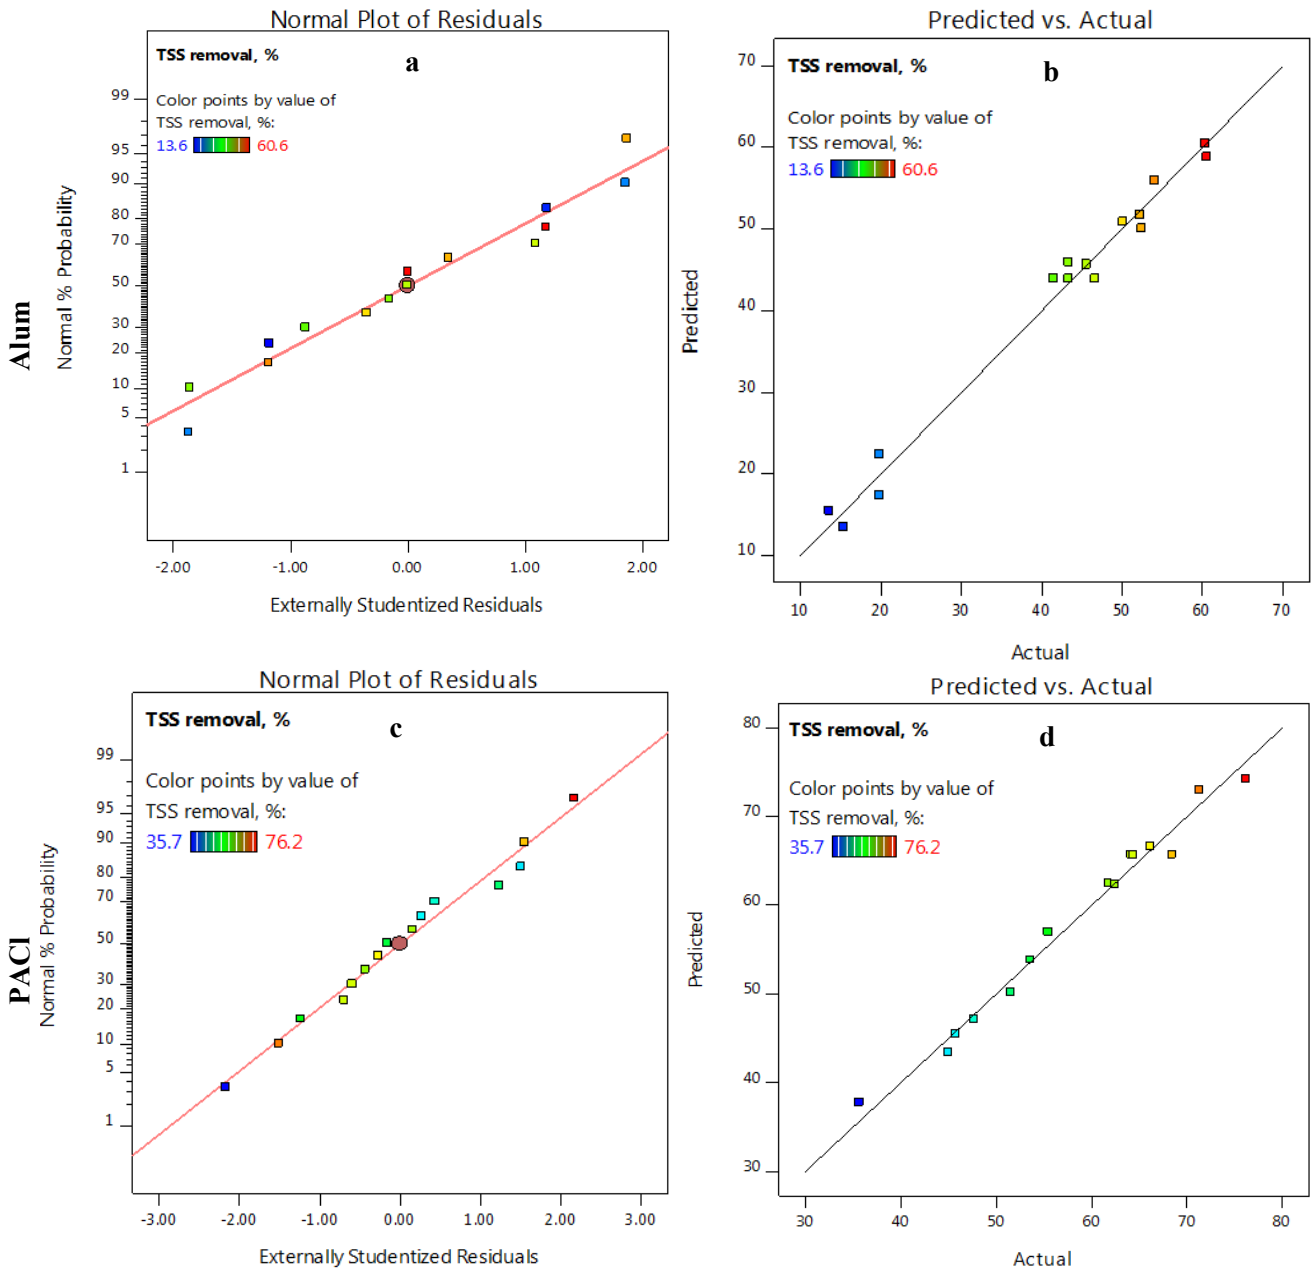 Normal Plot of Residuals
TSS removal, %
a
Color points by value of
TSS removal, %:
13.6 60.6
Normal % Probability
99
95
90
80
70
50
30
20
10
5
1
-2.00 -1.00 0.00 1.00 2.00
Externally Studentized Residuals
Alum
Predicted vs. Actual
TSS removal, %
b
Color points by value of
TSS removal, %:
13.6 60.6
Predicted
70
60
50
40
30
20
10
10 20 30 40 50 60 70
Actual
Normal Plot of Residuals
TSS removal, %
c
Color points by value of
TSS removal, %:
35.7 76.2
Normal % Probability
99
95
90
80
70
50
30
20
10
5
1
-3.00 -2.00 -1.00 0.00 1.00 2.00 3.00
Externally Studentized Residuals
PACl
Predicted vs. Actual
TSS removal, %
d
Color points by value of
TSS removal, %:
35.7 76.2
Predicted
80
70
60
50
40
30
30 40 50 60 70 80
Actual